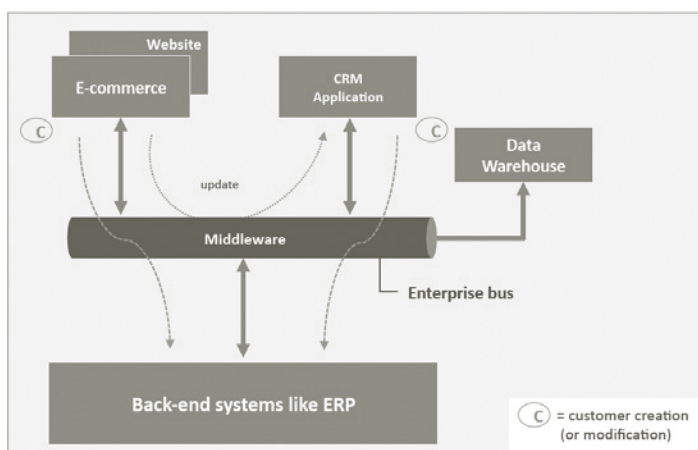 Website
E-commerce
CRM
Application
C
C
Data
Warehouse
update
Middleware
Enterprise bus
Back-end systems like ERP
C = customer creation
(or modification)